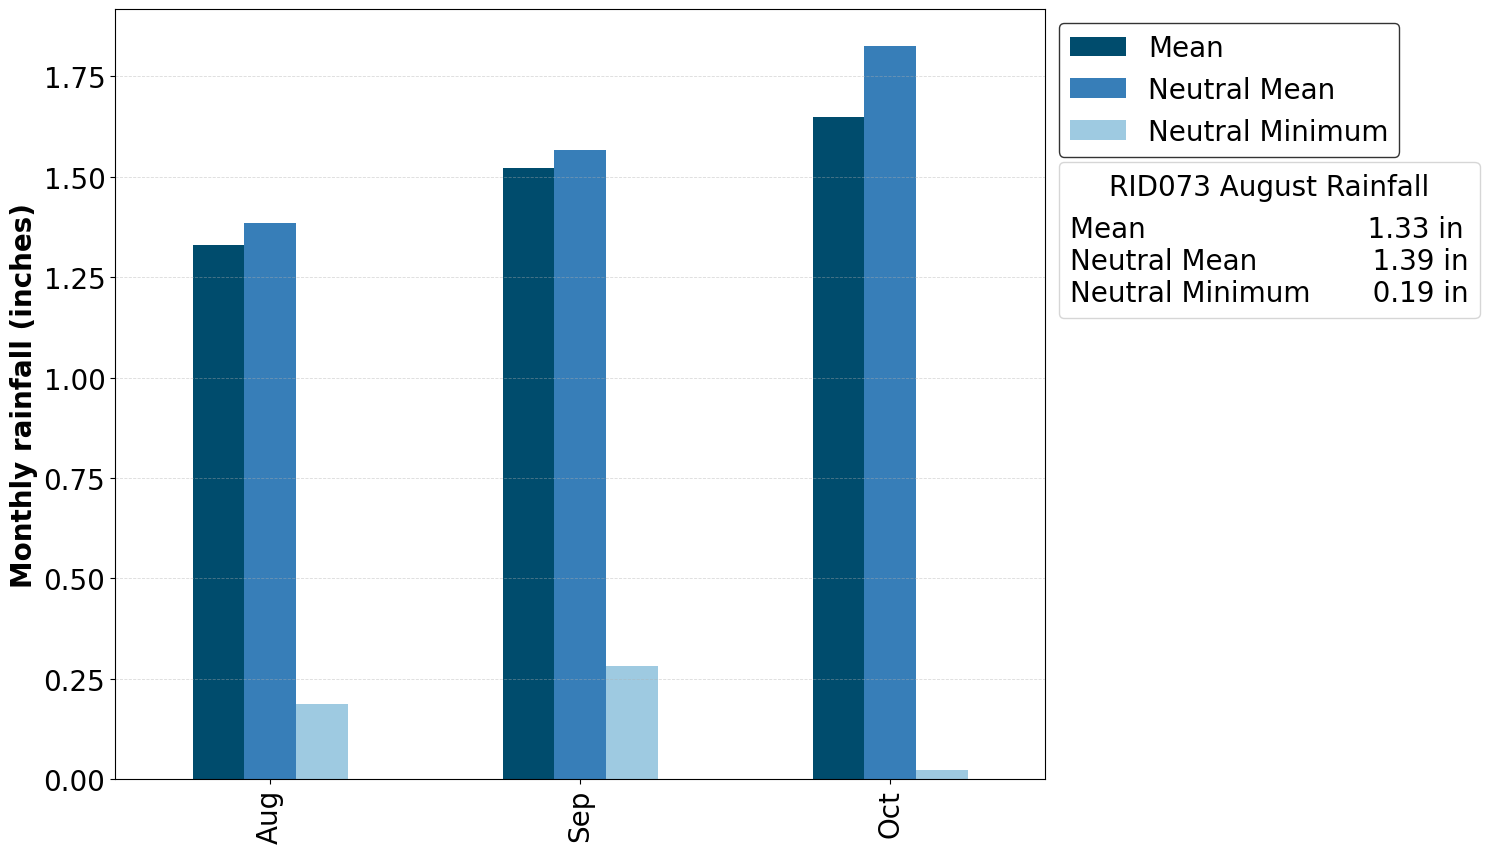 Monthly rainfall (inches)
1.75
1.50
1.25
1.00
0.75
0.50
0.25
0.00
Aug
Sep
Oct
Mean
Neutral Mean
Neutral Minimum
RID073 August Rainfall
Mean 1.33 in
Neutral Mean 1.39 in
Neutral Minimum 0.19 in